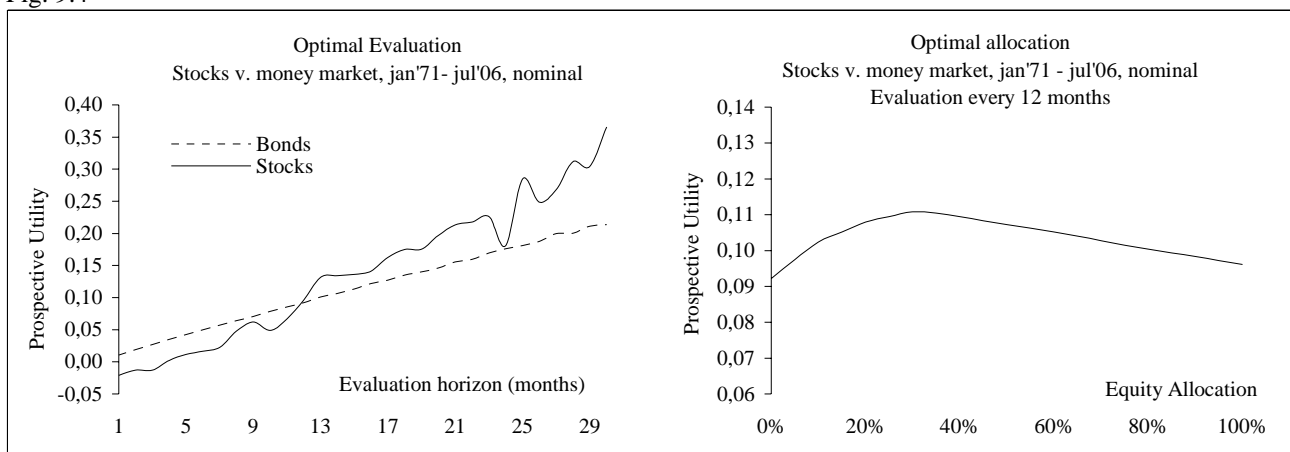 Optimal Evaluation
Stocks v. money market, jan'71- jul'06, nominal
0,40
0,35
0,30
0,25
0,20
0,15
0,10
0,05
0,00
-0,05
Prospective Utility
Bonds
Stocks
Evaluation horizon (months)
1 5 9 13 17 21 25 29
Optimal allocation
Stocks v. money market, jan'71 - jul'06, nominal
Evaluation every 12 months
0,14
0,13
0,12
0,11
0,10
0,09
0,08
0,07
0,06
Prospective Utility
Equity Allocation
0% 20% 40% 60% 80% 100%